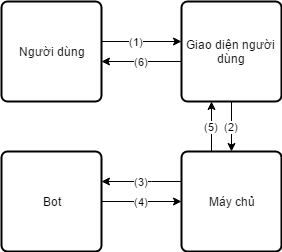 Người dùng
(1)
(6)
Giao diện người
dùng
(5)
(2)
Bot
(3)
(4)
Máy chủ